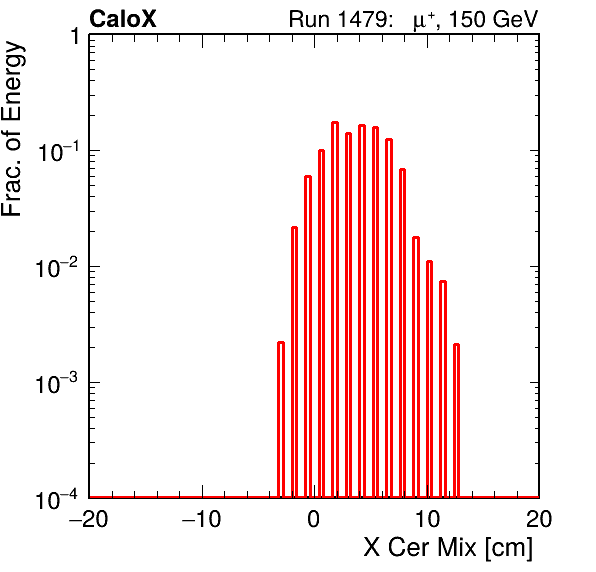 CaloX Run 1479: μ⁺, 150 GeV
Frac. of Energy
1
10⁻¹
10⁻²
10⁻³
10⁻⁴
−20 −10 0 10 20
X Cer Mix [cm]